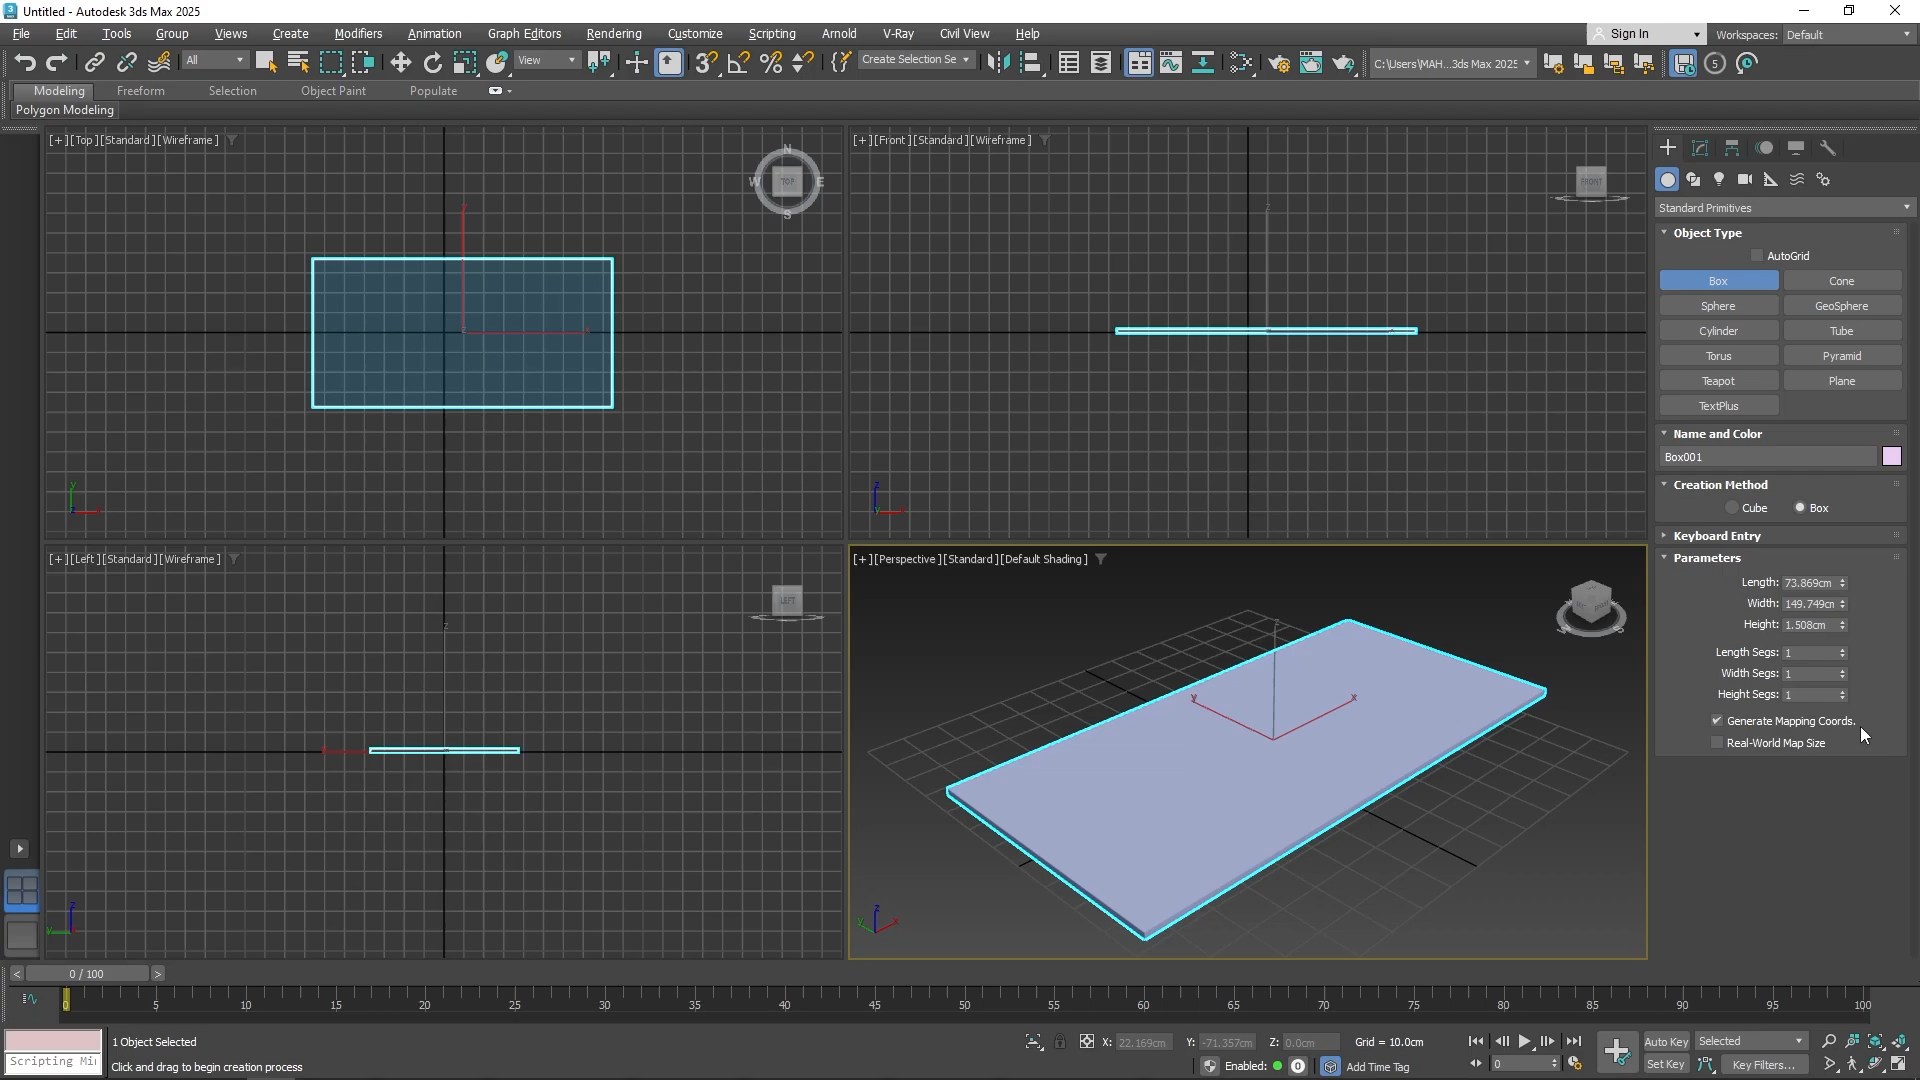 Untitled - Autodesk 3ds Max 2025
File Edit Tools Group Views Create Modifiers Animation Graph Editors Rendering Customize Scripting Arnold V-Ray Civil View Help
Sign In Workspaces: Default
All View Create Selection Se C:\Users\MAH...3ds Max 2025
Modeling Freeform Selection Object Paint Populate
Polygon Modeling
[+][Top][Standard][Wireframe]
[+][Front][Standard][Wireframe]
N
W TOP E
S
FRONT
Standard Primitives
Object Type
AutoGrid
Box Cone
Sphere GeoSphere
Cylinder Tube
Torus Pyramid
Teapot Plane
TextPlus
Name and Color
Box001
Creation Method
Cube Box
Keyboard Entry
Parameters
Length: 73.869cm
Width: 149.749cm
Height: 1.508cm
Length Segs: 1
Width Segs: 1
Height Segs: 1
Generate Mapping Coords.
Real-World Map Size
[+][Left][Standard][Wireframe]
[+][Perspective][Standard][Default Shading]
LEFT
0 / 100
0 5 10 15 20 25 30 35 40 45 50 55 60 65 70 75 80 85 90 95 100
1 Object Selected
X: 22.169cm Y: -71.357cm Z: 0.0cm Grid = 10.0cm
Auto Key Selected
Scripting Mi
Click and drag to begin creation process
Enabled: 0 Add Time Tag
0
Set Key Key Filters...